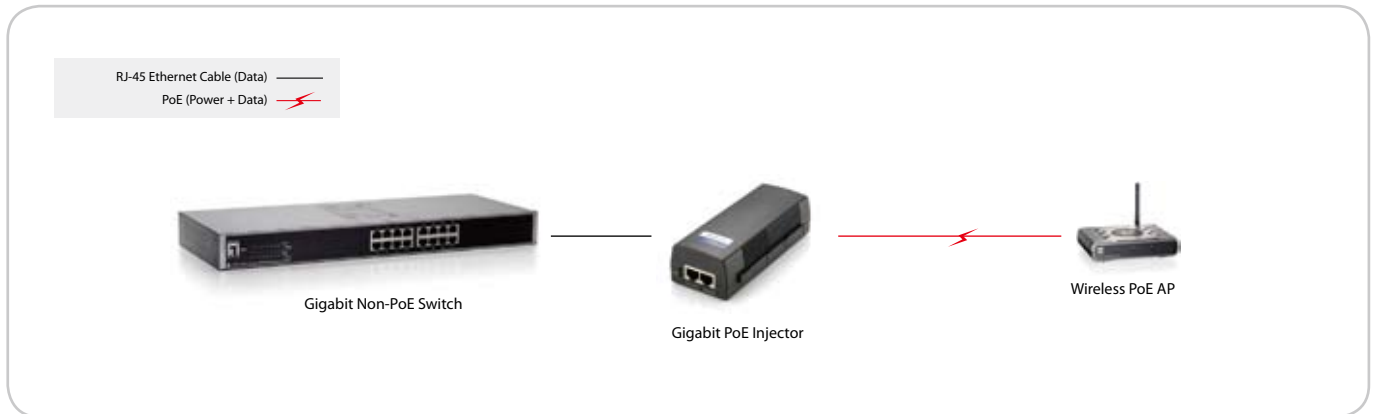 RJ-45 Ethernet Cable (Data)
PoE (Power + Data)
Gigabit Non-PoE Switch
Gigabit PoE Injector
Wireless PoE AP